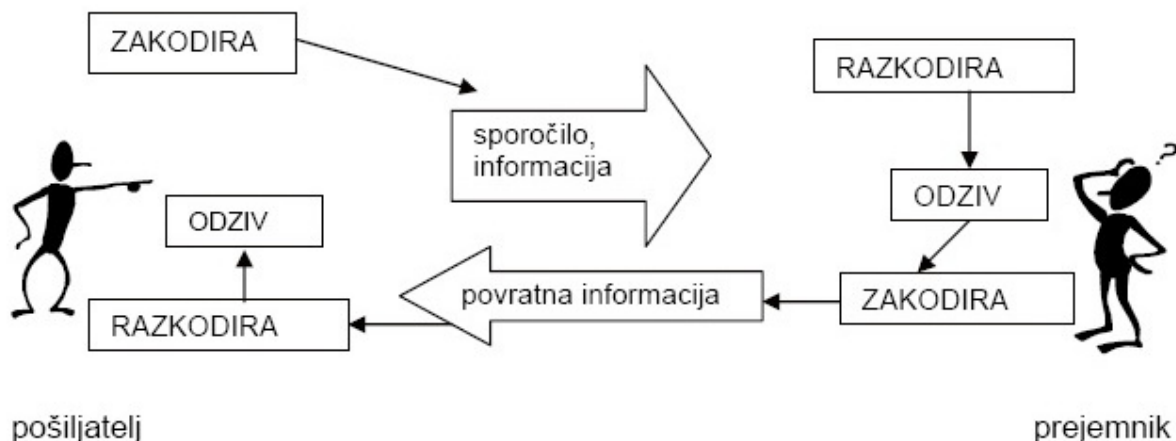 ZAKODIRA
RAZKODIRA
sporočilo,
informacija
?
ODZIV
ODZIV
povratna informacija
ZAKODIRA
RAZKODIRA
pošiljatelj
prejemnik